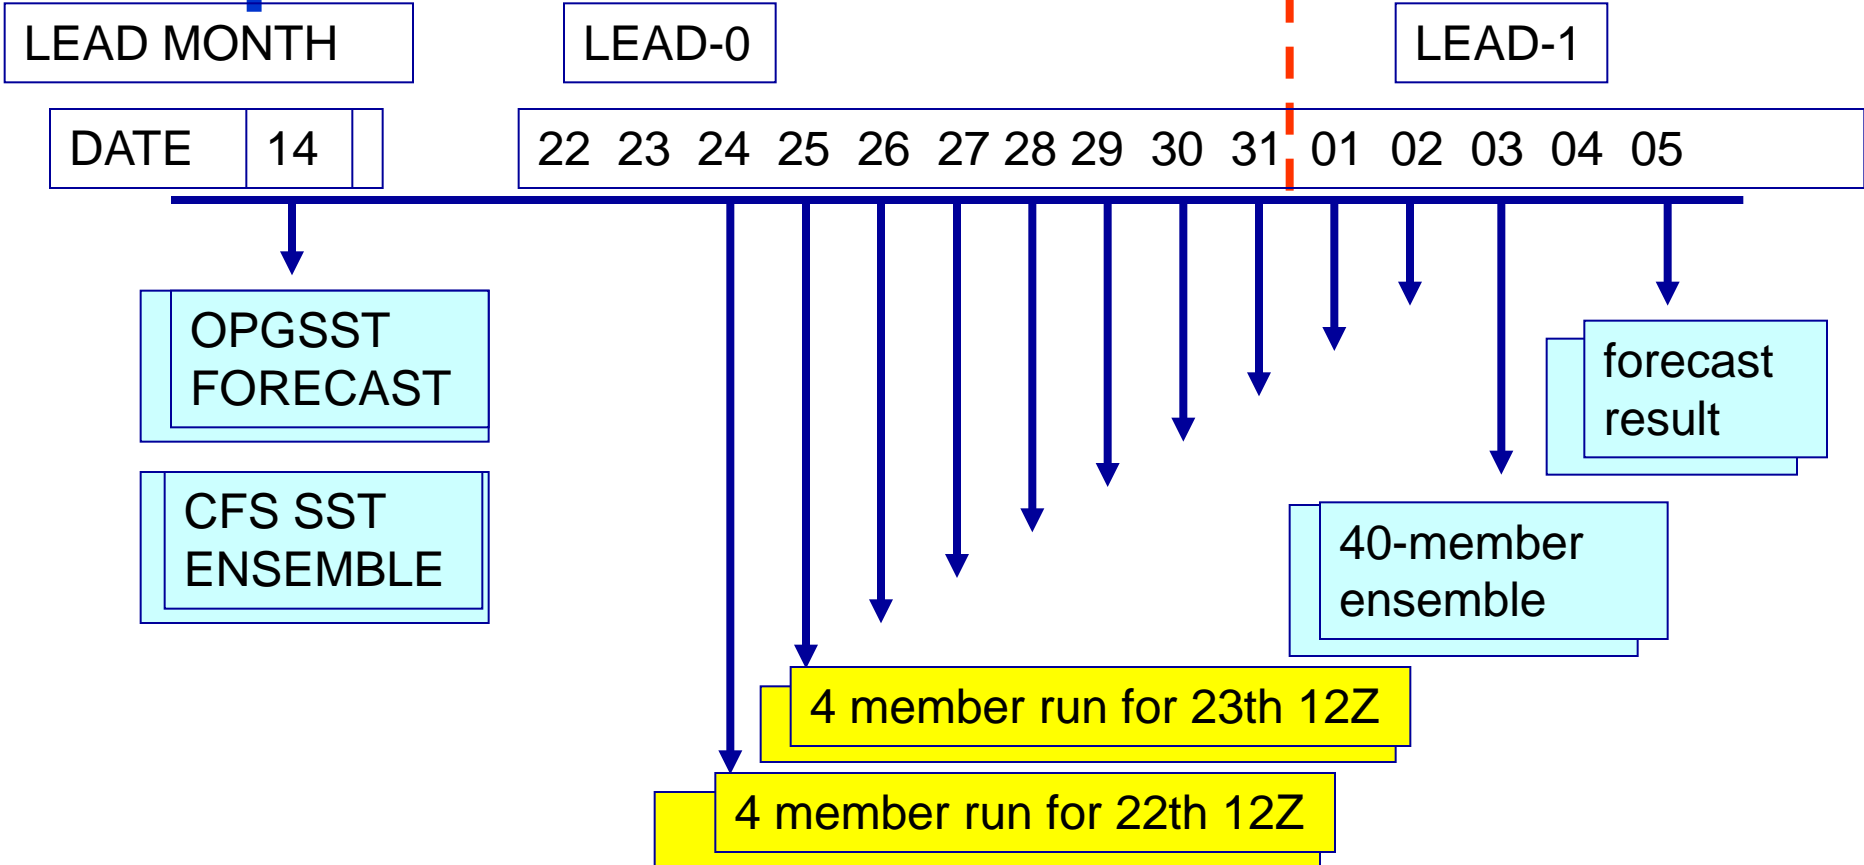 LEAD MONTH
LEAD-0
LEAD-1
DATE 14 22 23 24 25 26 27 28 29 30 31 01 02 03 04 05
OPGSST
FORECAST
CFS SST
ENSEMBLE
forecast
result
40-member
ensemble
4 member run for 23th 12Z
4 member run for 22th 12Z